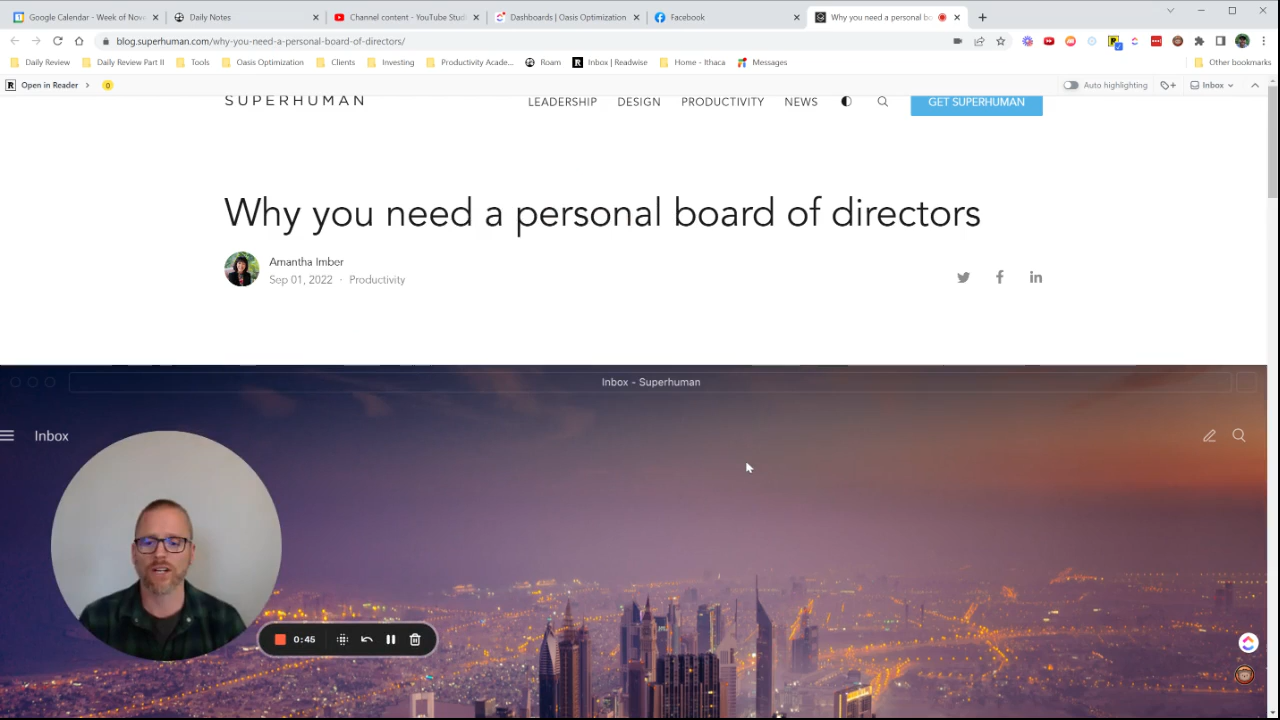 Google Calendar - Week of Nov
Daily Notes
Channel content - YouTube Studi
Dashboards | Oasis Optimization
Facebook
Why you need a personal bo
blog.superhuman.com/why-you-need-a-personal-board-of-directors/
Daily Review
Daily Review Part II
Tools
Oasis Optimization
Clients
Investing
Productivity Acade...
Roam
Inbox | Readwise
Home - Ithaca
Messages
Other bookmarks
R Open in Reader
0
Auto highlighting
Inbox
SUPERHUMAN
LEADERSHIP
DESIGN
PRODUCTIVITY
NEWS
GET SUPERHUMAN
Why you need a personal board of directors
Amantha Imber
Sep 01, 2022 · Productivity
Inbox - Superhuman
Inbox
0:45